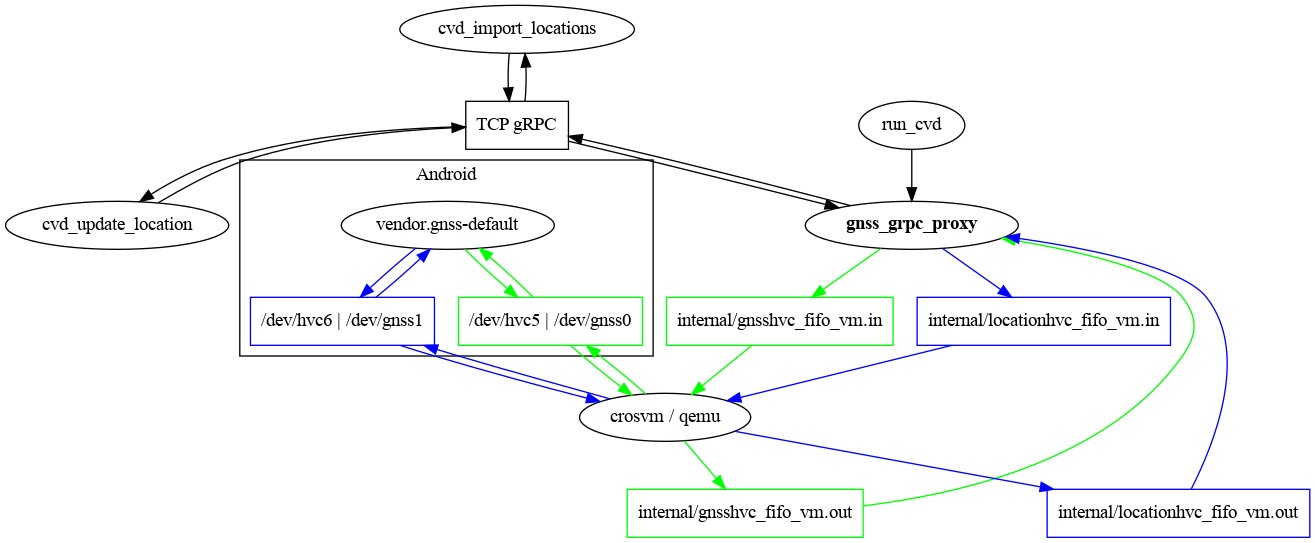 cvd_import_locations
TCP gRPC
run_cvd
Android
cvd_update_location
vendor.gnss-default
gnss_grpc_proxy
/dev/hvc6 | /dev/gnss1
/dev/hvc5 | /dev/gnss0
internal/gnsshvc_fifo_vm.in
internal/locationhvc_fifo_vm.in
crosvm / qemu
internal/gnsshvc_fifo_vm.out
internal/locationhvc_fifo_vm.out